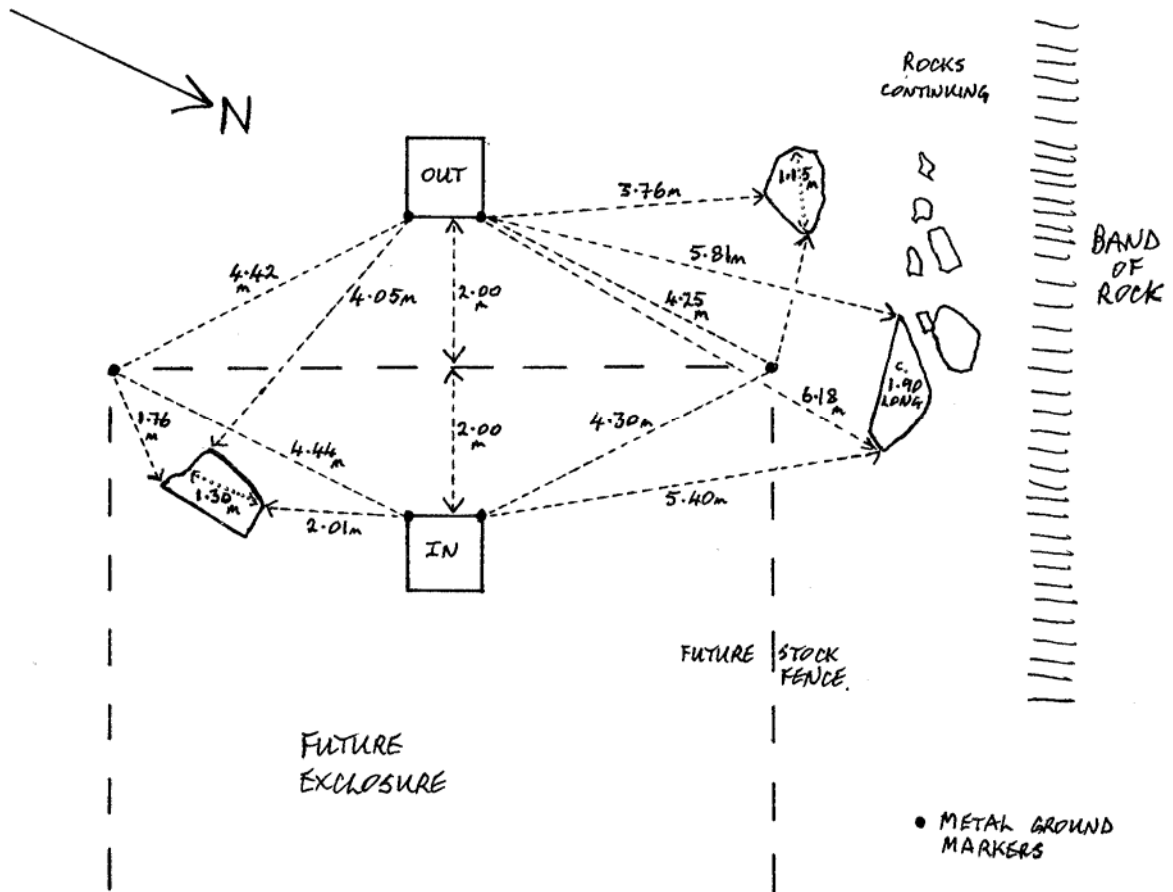 N
ROCKS
CONTINUING
OUT
3.76m
1.15
m
5.81m
BAND
OF
ROCK
4.42
m
4.05m
2.00
m
4.25
m
C.
1.90
LONG
6.18
m
1.76
m
4.44
m
2.00
m
4.30m
1.30
m
2.01m
5.40m
IN
FUTURE STOCK
FENCE.
FUTURE
EXCLOSURE
• METAL GROUND
MARKERS